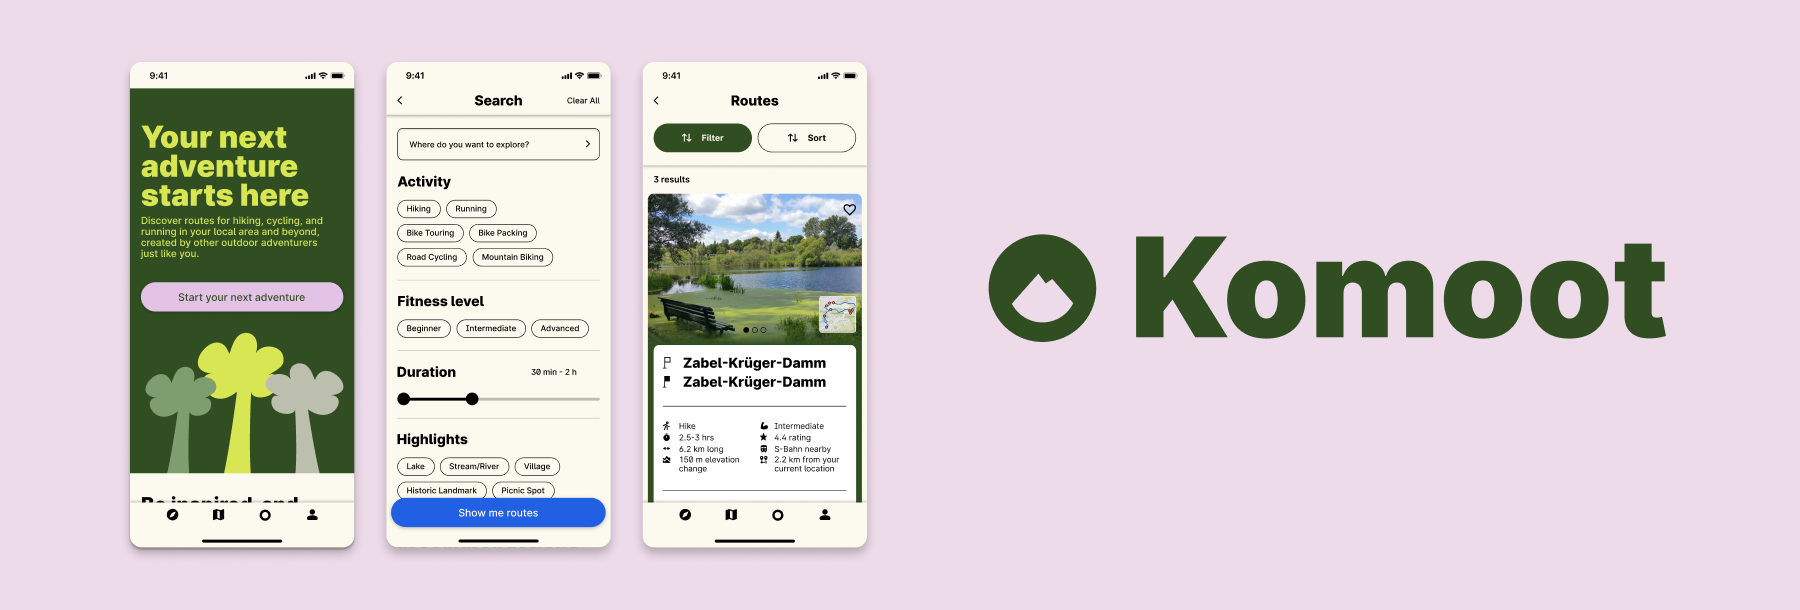 9:41
Your next
adventure
starts here
Discover routes for hiking, cycling, and
running in your local area and beyond,
created by other outdoor adventurers
just like you.
Start your next adventure
Be inspired, and
9:41
Search
Clear All
Where do you want to explore?
Activity
Hiking
Running
Bike Touring
Bike Packing
Road Cycling
Mountain Biking
Fitness level
Beginner
Intermediate
Advanced
Duration
30 min - 2 h
Highlights
Lake
Stream/River
Village
Historic Landmark
Picnic Spot
Show me routes
9:41
Routes
Filter
Sort
3 results
Zabel-Krüger-Damm
Zabel-Krüger-Damm
Hike
2.5-3 hrs
6.2 km long
150 m elevation
change
Intermediate
4.4 rating
S-Bahn nearby
2.2 km from your
current location
Komoot